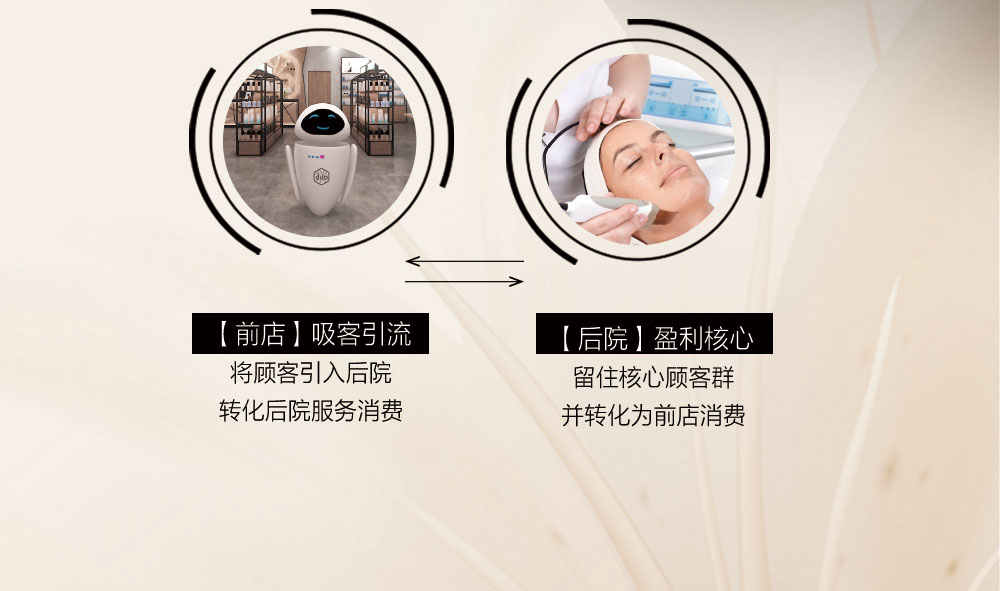 【前店】吸客引流
将顾客引入后院
转化后院服务消费
【后院】盈利核心
留住核心顾客群
并转化为前店消费